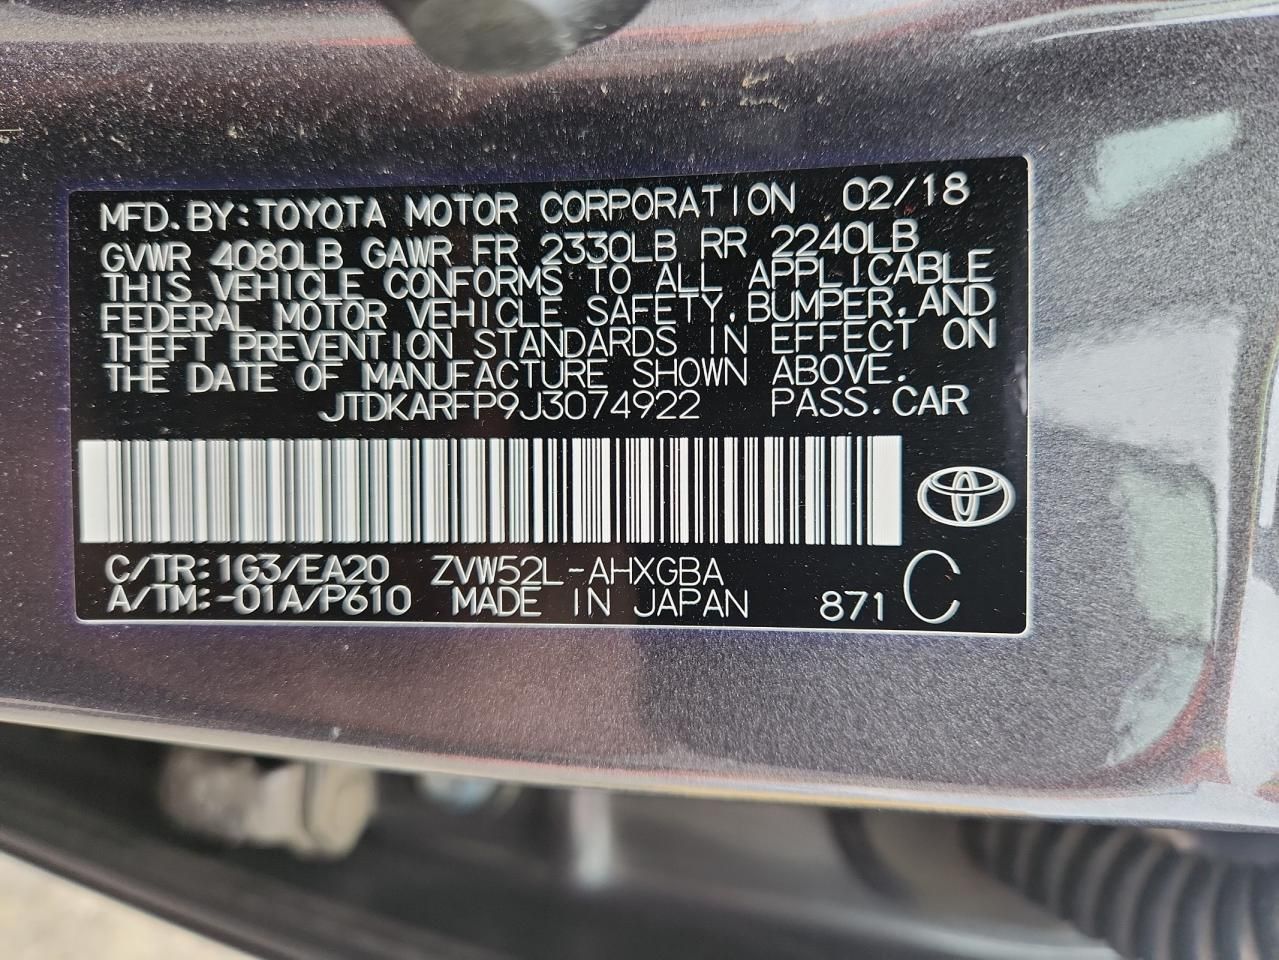 MFD. BY: TOYOTA MOTOR CORPORATION 02/18
GVWR 4080LB GAWR FR 2330LB RR 2240LB
THIS VEHICLE CONFORMS TO ALL APPLICABLE
FEDERAL MOTOR VEHICLE SAFETY, BUMPER, AND
THEFT PREVENTION STANDARDS IN EFFECT ON
THE DATE OF MANUFACTURE SHOWN ABOVE.
JTDKARFP9J3074922 PASS. CAR
C/TR: 1G3/EA20 ZVW52L-AHXGBA
A/TM: -01A/P610 MADE IN JAPAN 871 C